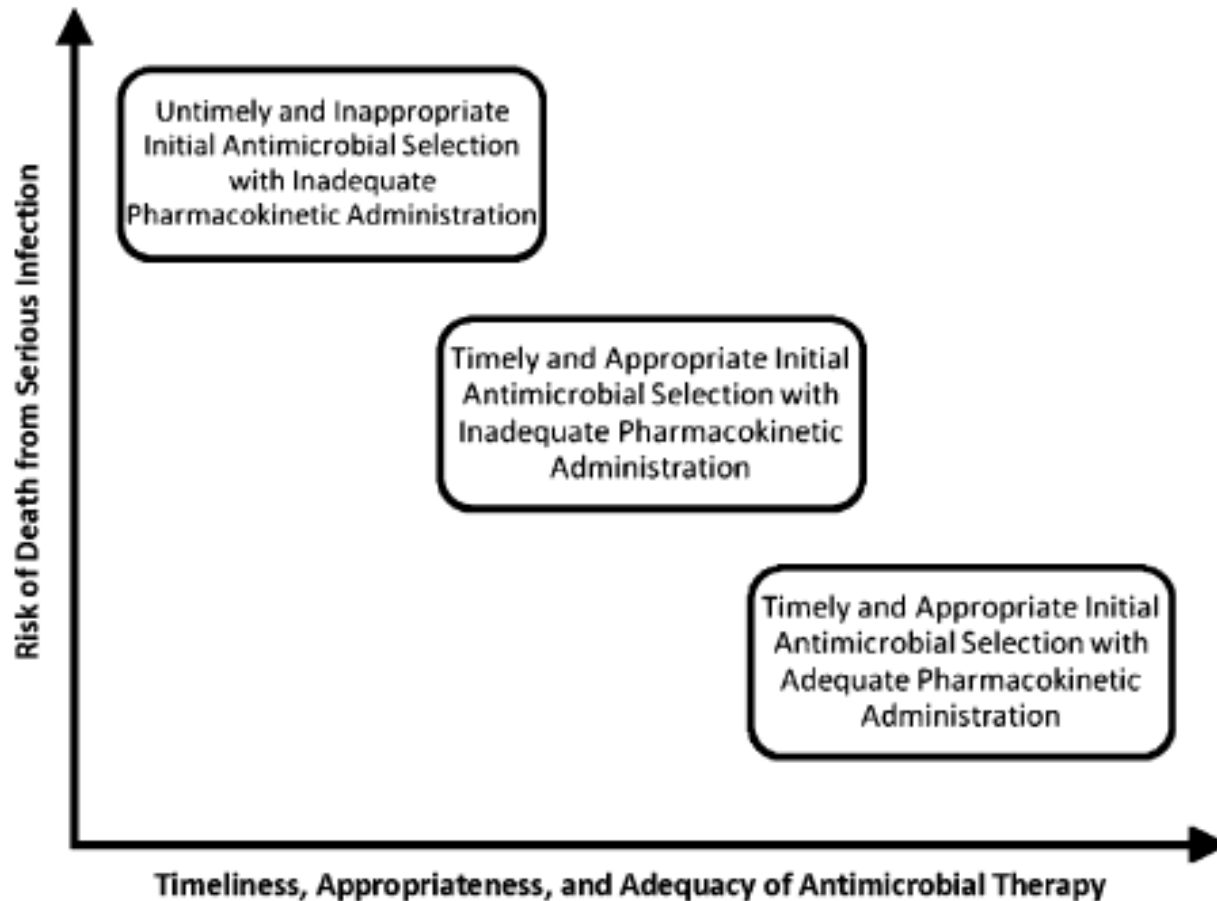 Risk of Death from Serious Infection
Untimely and Inappropriate
Initial Antimicrobial Selection
with Inadequate
Pharmacokinetic Administration
Timely and Appropriate Initial
Antimicrobial Selection with
Inadequate Pharmacokinetic
Administration
Timely and Appropriate Initial
Antimicrobial Selection with
Adequate Pharmacokinetic
Administration
Timeliness, Appropriateness, and Adequacy of Antimicrobial Therapy